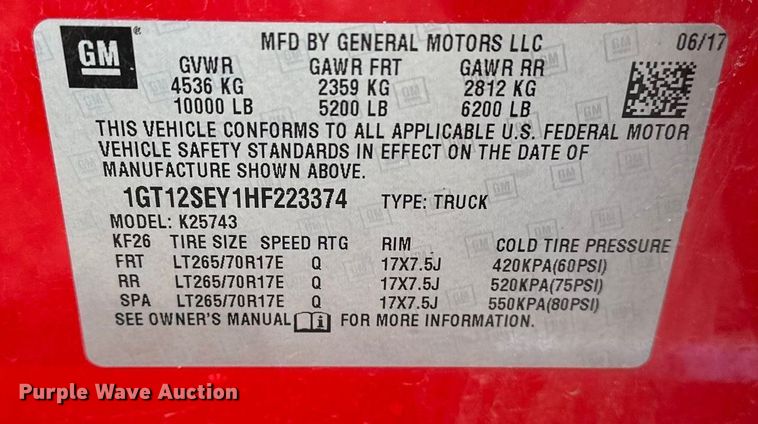 GM
MFD BY GENERAL MOTORS LLC 06/17
GVWR GAWR FRT GAWR RR
4536 KG 2359 KG 2812 KG
10000 LB 5200 LB 6200 LB
THIS VEHICLE CONFORMS TO ALL APPLICABLE U.S. FEDERAL MOTOR
VEHICLE SAFETY STANDARDS IN EFFECT ON THE DATE OF
MANUFACTURE SHOWN ABOVE.
1GT12SEY1HF223374 TYPE: TRUCK
MODEL: K25743
KF26 TIRE SIZE SPEED RTG RIM COLD TIRE PRESSURE
FRT LT265/70R17E Q 17X7.5J 420KPA(60PSI)
RR LT265/70R17E Q 17X7.5J 520KPA(75PSI)
SPA LT265/70R17E Q 17X7.5J 550KPA(80PSI)
SEE OWNER'S MANUAL FOR MORE INFORMATION.
Purple Wave Auction